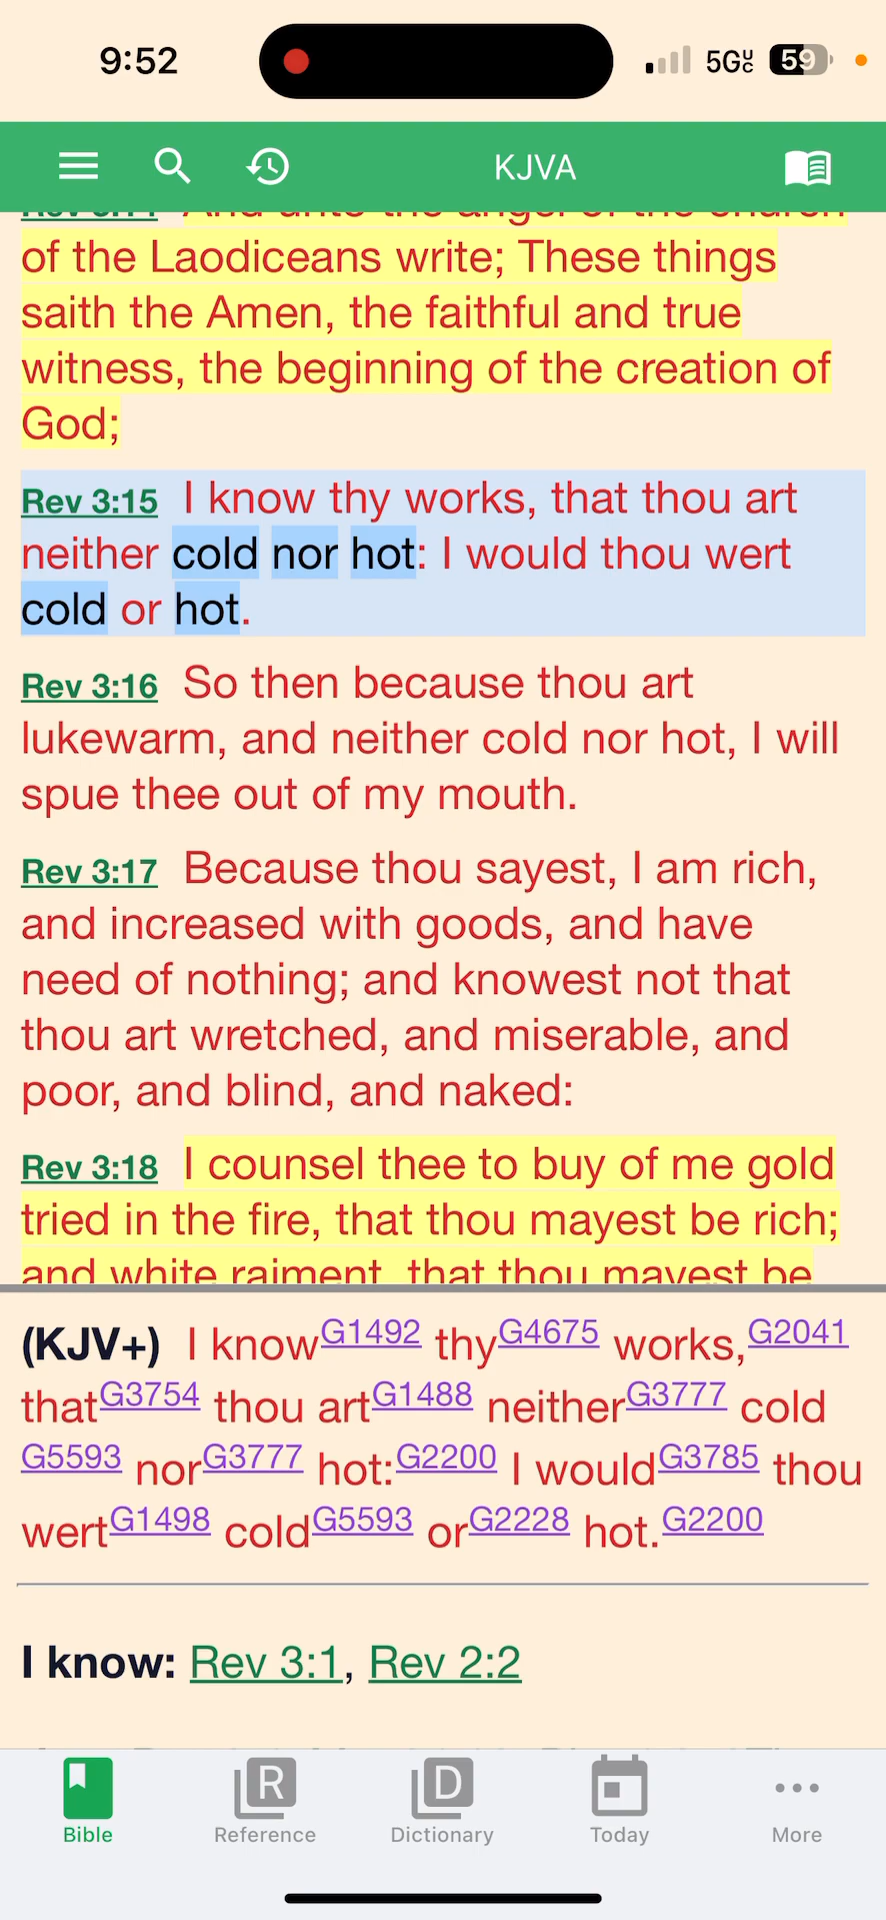 9:52
5G UC 59
KJVA
of the Laodiceans write; These things
saith the Amen, the faithful and true
witness, the beginning of the creation of
God;
Rev 3:15 I know thy works, that thou art
neither cold nor hot: I would thou wert
cold or hot.
Rev 3:16 So then because thou art
lukewarm, and neither cold nor hot, I will
spue thee out of my mouth.
Rev 3:17 Because thou sayest, I am rich,
and increased with goods, and have
need of nothing; and knowest not that
thou art wretched, and miserable, and
poor, and blind, and naked:
Rev 3:18 I counsel thee to buy of me gold
tried in the fire, that thou mayest be rich;
and white raiment, that thou mayest be
(KJV+) I knowG1492 thyG4675 works,G2041
thatG3754 thou artG1488 neitherG3777 cold
G5593 norG3777 hot:G2200 I wouldG3785 thou
wertG1498 coldG5593 orG2228 hot.G2200
I know: Rev 3:1, Rev 2:2
R
D
Bible
Reference
Dictionary
Today
More